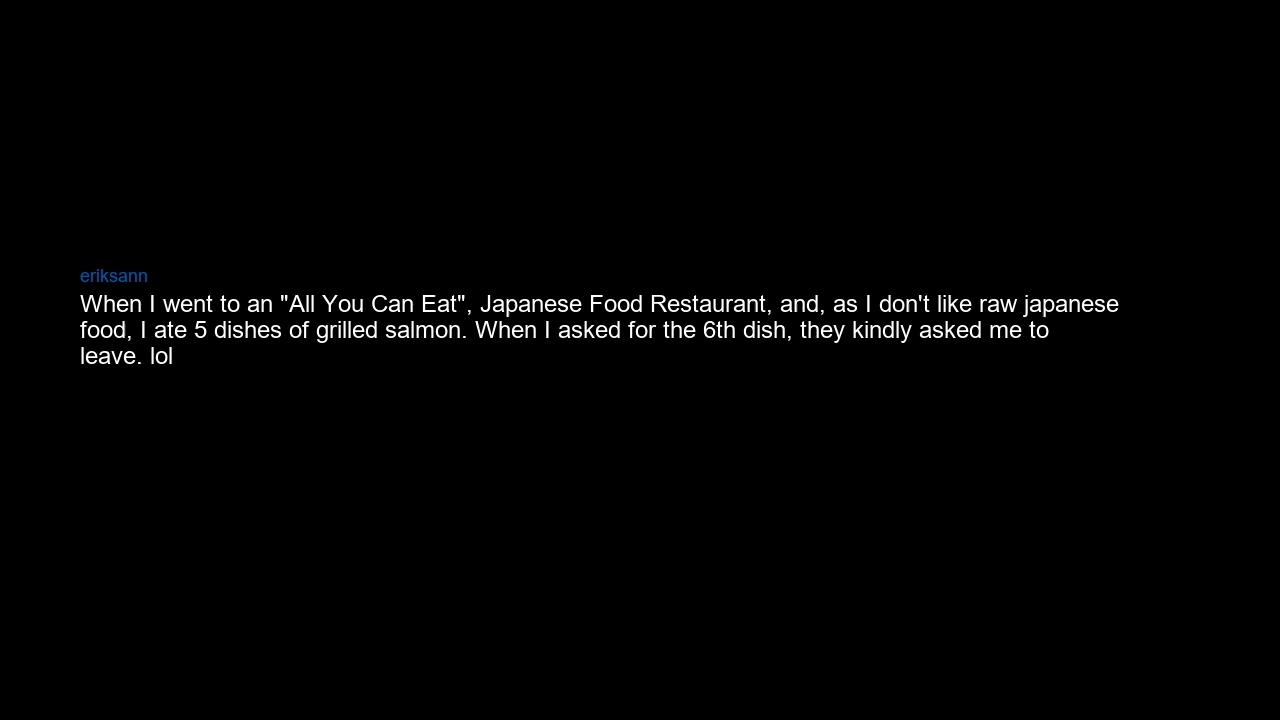 eriksann
When I went to an "All You Can Eat", Japanese Food Restaurant, and, as I don't like raw japanese
food, I ate 5 dishes of grilled salmon. When I asked for the 6th dish, they kindly asked me to
leave. lol